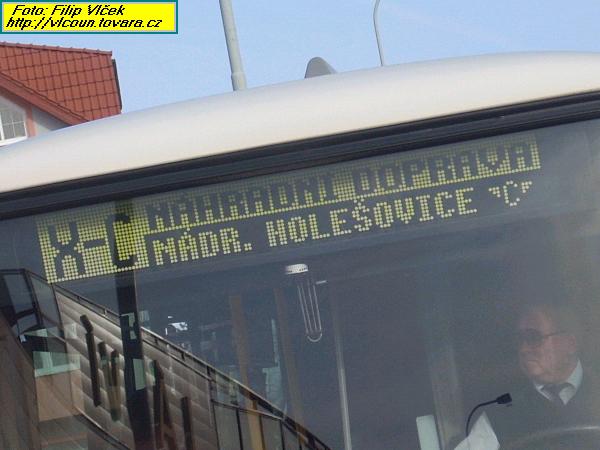 Foto: Filip Vlček
http://vlcoun.tovara.cz
X-C NÁHRADNÍ DOPRAVA
NÁDR. HOLEŠOVICE "C"